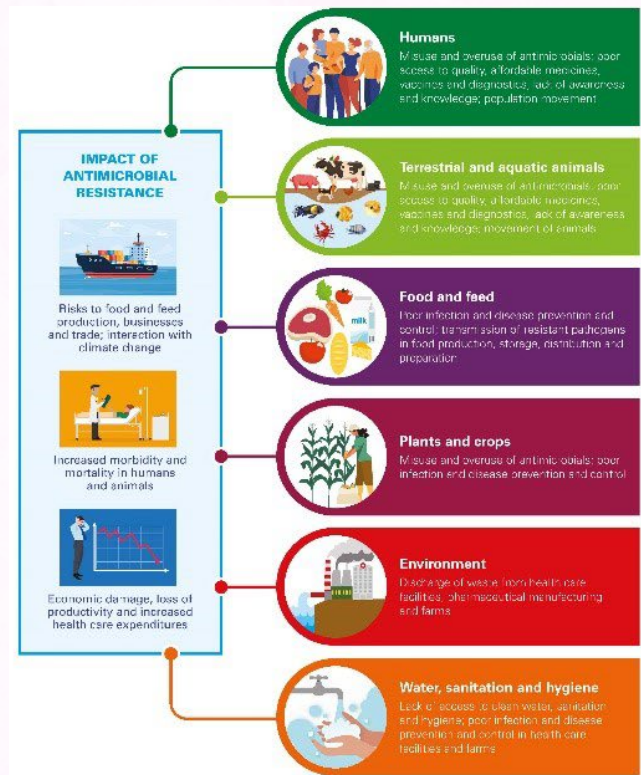 IMPACT OF
ANTIMICROBIAL
RESISTANCE
Risks to food and feed
production, businesses
and trade; interaction with
climate change
Increased morbidity and
mortality in humans
and animals
Economic damage, loss of
productivity and increased
health care expenditures
Humans
Misuse and overuse of antimicrobials; poor
access to quality, affordable medicines,
vaccines and diagnostics; lack of awareness
and knowledge; population movement
Terrestrial and aquatic animals
Misuse and overuse of antimicrobials; poor
access to quality, affordable medicines,
vaccines and diagnostics, lack of awareness
and knowledge; movement of animals
Food and feed
Poor infection and disease prevention and
control; transmission of resistant pathogens
in food production, storage, distribution and
preparation
milk
Plants and crops
Misuse and overuse of antimicrobials; poor
infection and disease prevention and control
Environment
Discharge of waste from health care
facilities, pharmaceutical manufacturing
and farms
Water, sanitation and hygiene
Lack of access to clean water, sanitation
and hygiene; poor infection and disease
prevention and control in health care
facilities and farms